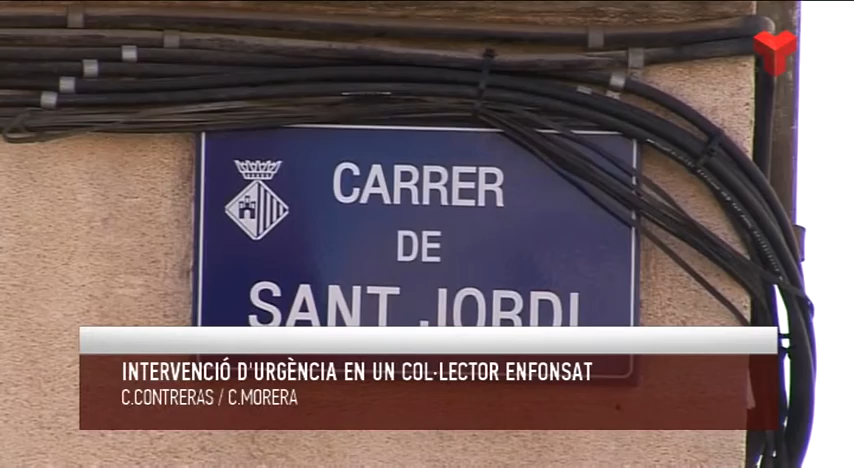 CARRER
DE
SANT JORDI
INTERVENCIÓ D'URGÈNCIA EN UN COL·LECTOR ENFONSAT
C.CONTRERAS / C.MORERA